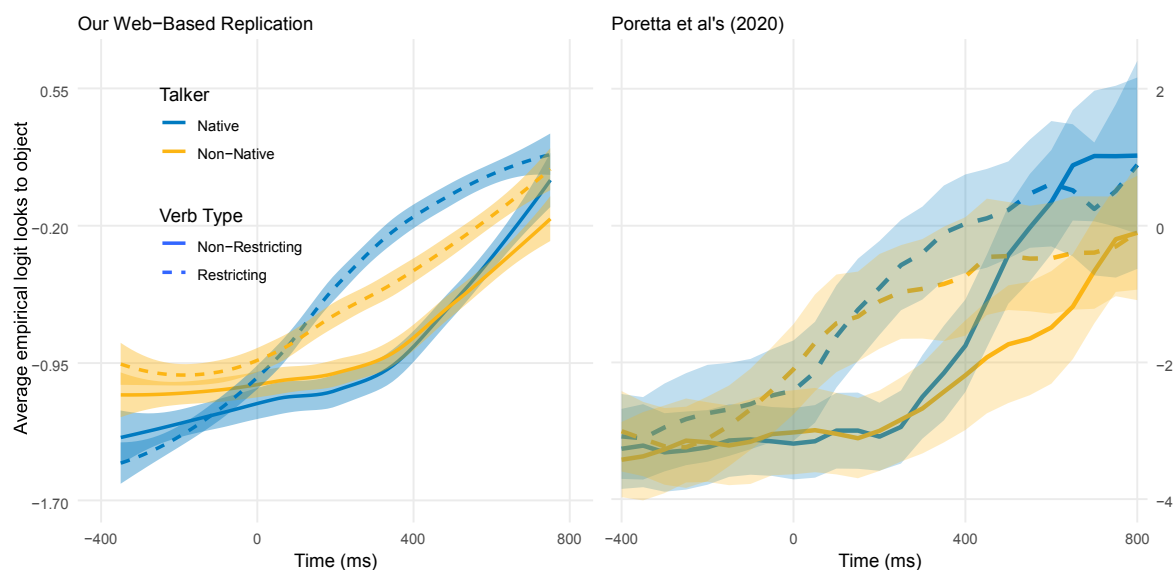 Our Web−Based Replication
Poretta et al's (2020)
Average empirical logit looks to object
0.55
−0.20
−0.95
−1.70
Talker
Native
Non−Native
Verb Type
Non−Restricting
Restricting
2
0
−2
−4
−400
0
400
800
−400
0
400
800
Time (ms)
Time (ms)